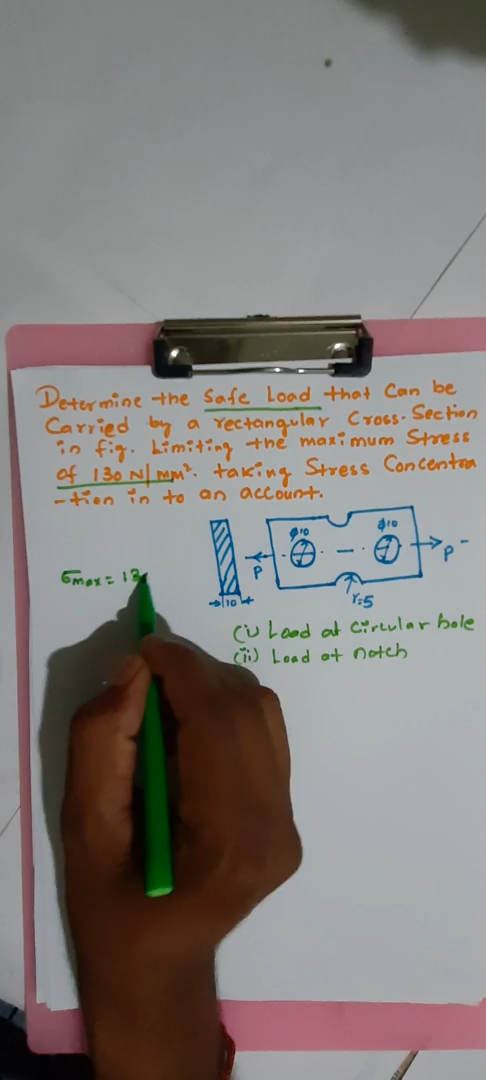 Determine the Safe Load that Can be
Carried by a rectangular Cross-Section
in fig. Limiting the maximum Stress
of 130 N/mm². taking Stress Concentra
-tion in to an account.
ϕ10
ϕ10
P
P
10
r=5
σmax = 13
(i) Load at Circular hole
(ii) Load at notch